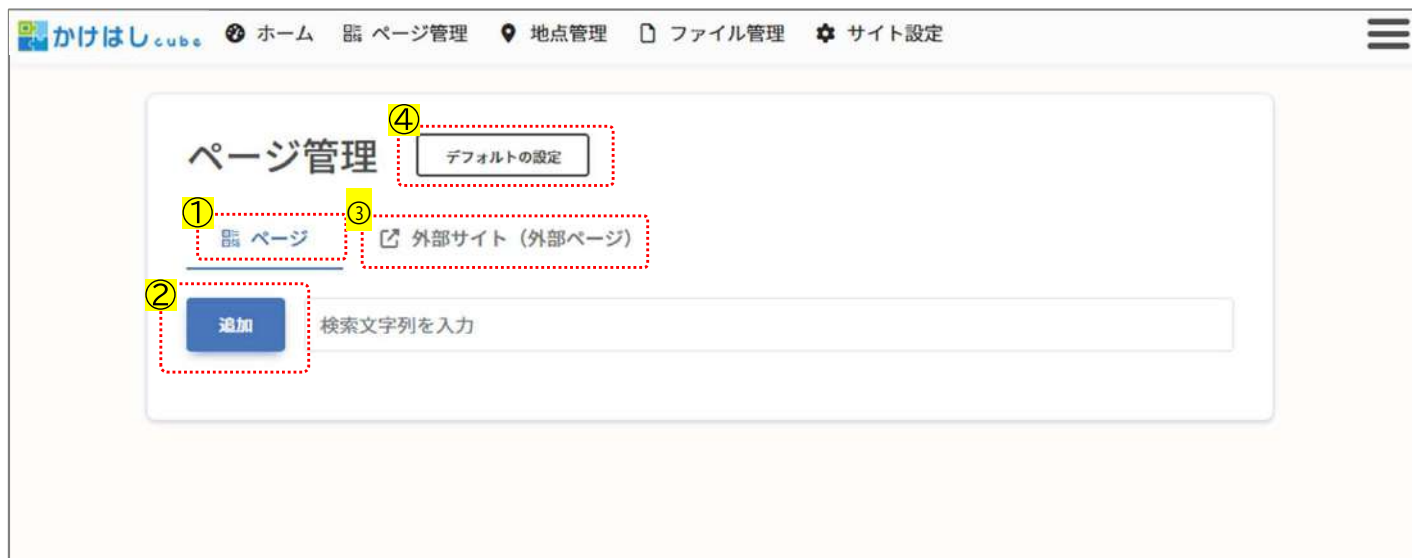 かけはしcube ホーム ページ管理 地点管理 ファイル管理 サイト設定
④
ページ管理 デフォルトの設定
① ③
ページ 外部サイト（外部ページ）
②
追加 検索文字列を入力